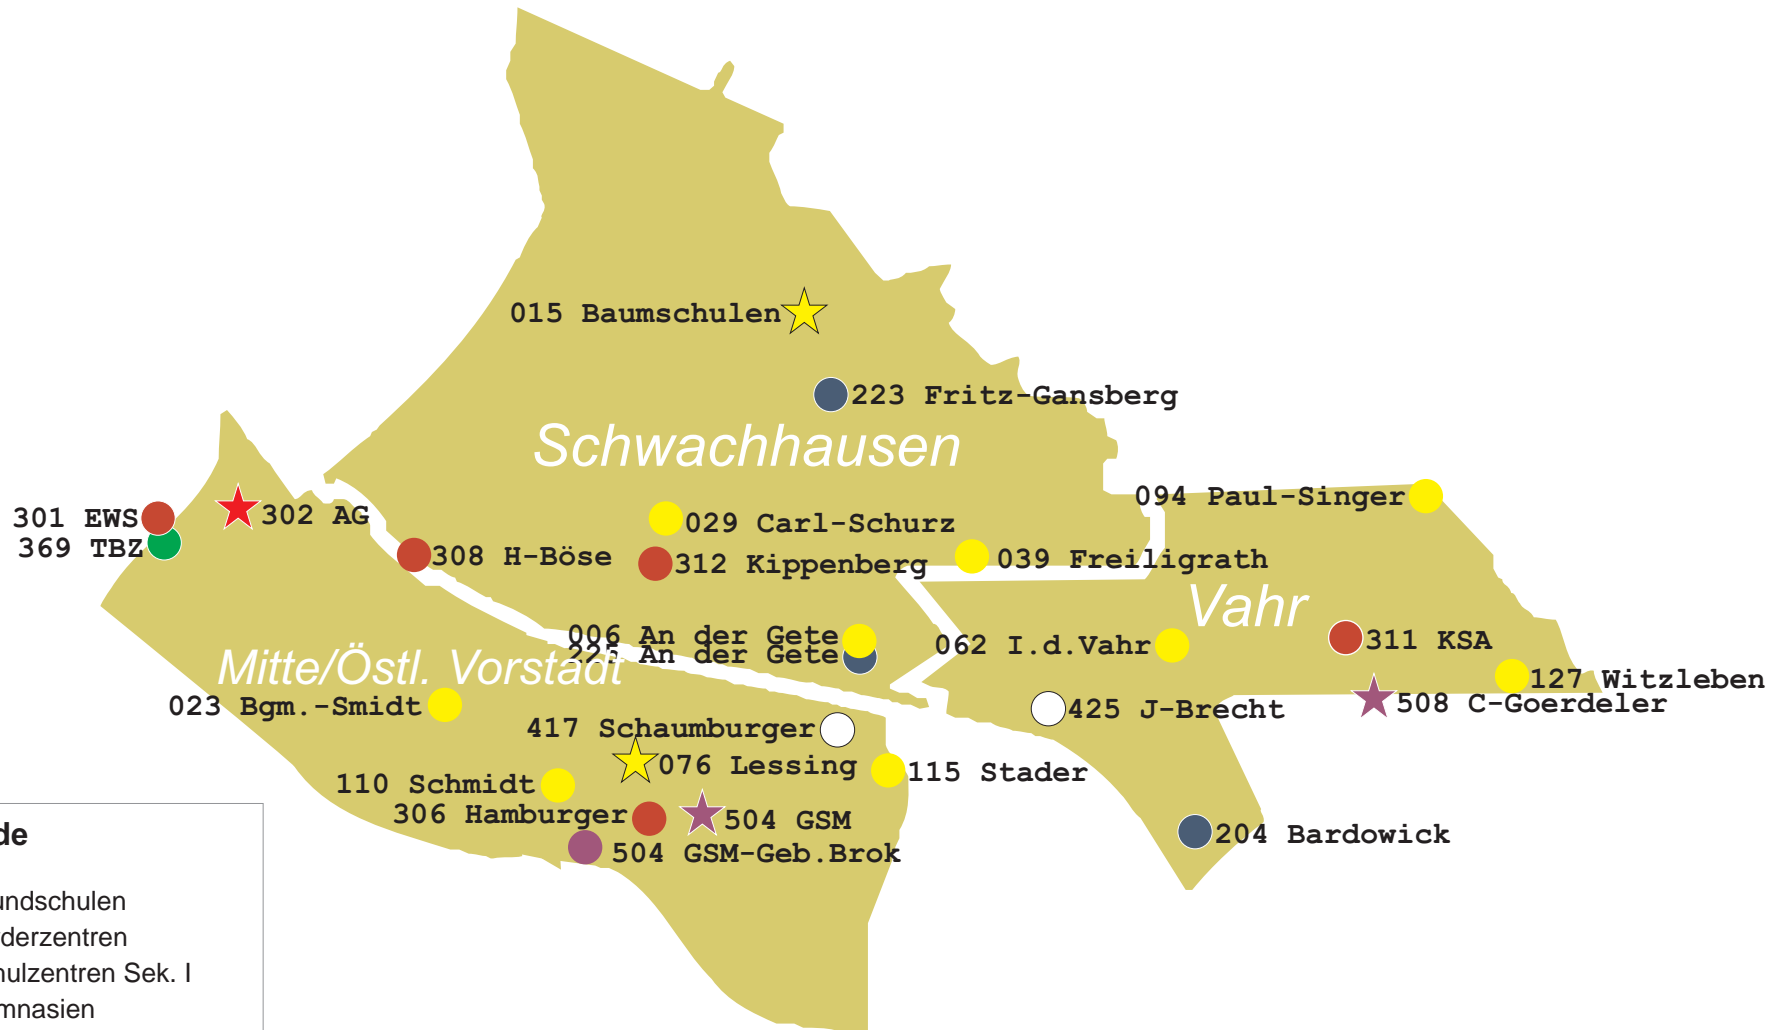 015 Baumschulen
223 Fritz-Gansberg
Schwachhausen
094 Paul-Singer
301 EWS
302 AG
029 Carl-Schurz
369 TBZ
308 H-Böse
312 Kippenberg
039 Freiligrath
Vahr
006 An der Gete
225 An der Gete
062 I.d.Vahr
311 KSA
Mitte/Östl. Vorstadt
127 Witzleben
023 Bgm.-Smidt
425 J-Brecht
508 C-Goerdeler
417 Schaumburger
076 Lessing
115 Stader
110 Schmidt
306 Hamburger
504 GSM
204 Bardowick
504 GSM-Geb.Brok
de
undschulen
derzentren
hulzentren Sek. I
mnasien